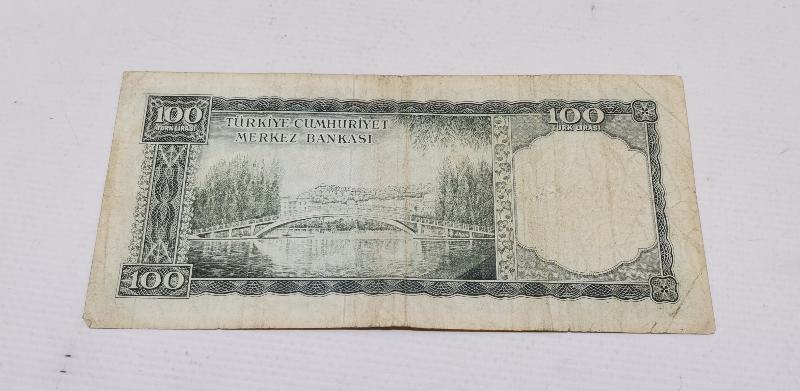 100
TÜRK LİRASI
TÜRKİYE CUMHURİYET
MERKEZ BANKASI
100
TÜRK LİRASI
100